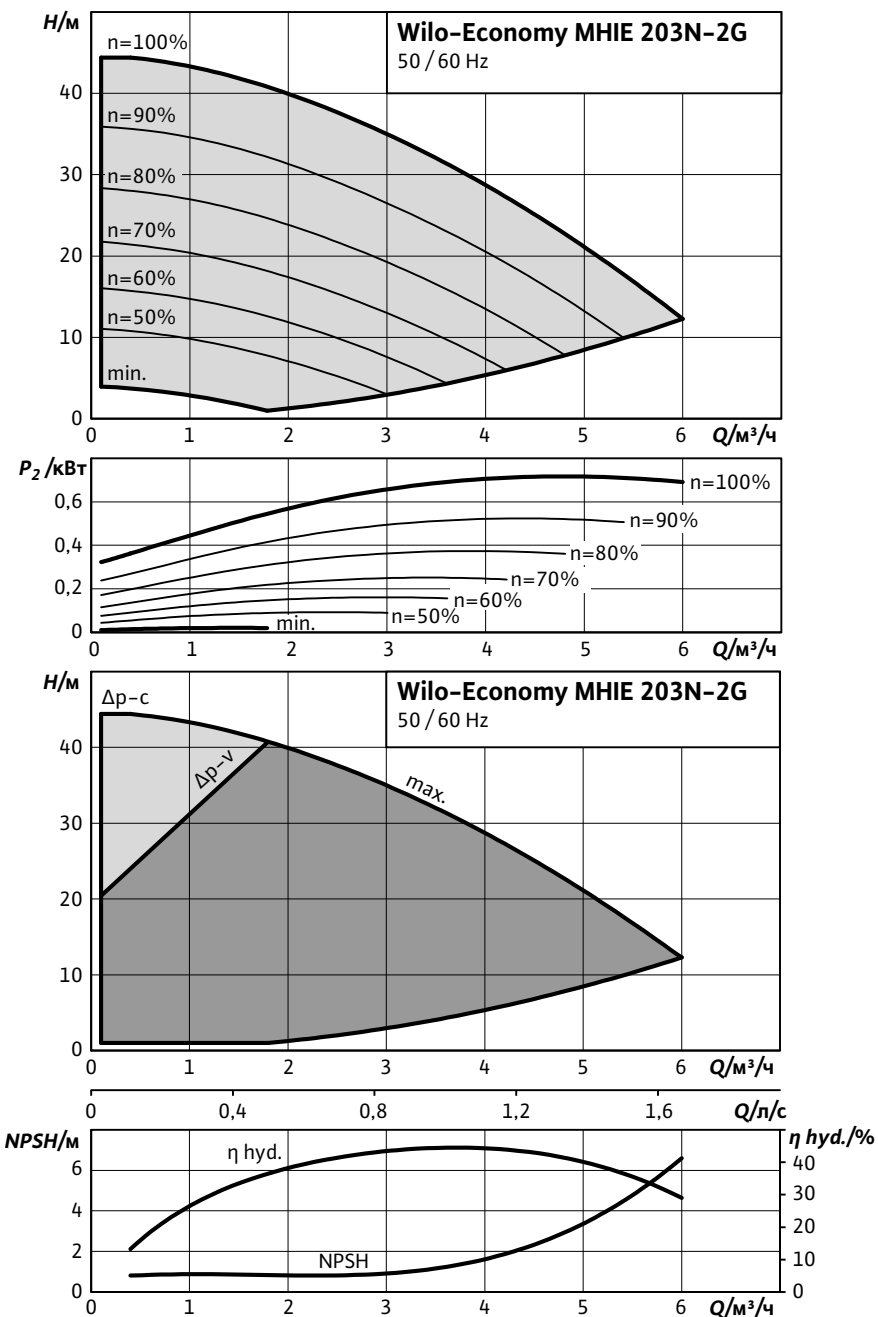 H/м
n=100%
Wilo-Economy MHIE 203N-2G
50 / 60 Hz
40
n=90%
30
n=80%
n=70%
20
n=60%
n=50%
10
min.
0
0 1 2 3 4 5 6 Q/м³/ч
P₂ /кВт
n=100%
0,6
n=90%
0,4
n=80%
n=70%
0,2
n=60%
n=50%
min.
0
0 1 2 3 4 5 6 Q/м³/ч
H/м
Δp-c
Wilo-Economy MHIE 203N-2G
50 / 60 Hz
40
Δp-v
max.
30
20
10
0
0 1 2 3 4 5 6 Q/м³/ч
0 0,4 0,8 1,2 1,6 Q/л/с
NPSH/м
η hyd./%
η hyd.
6 40
30
4
20
2
NPSH
10
0 0
0 1 2 3 4 5 6 Q/м³/ч